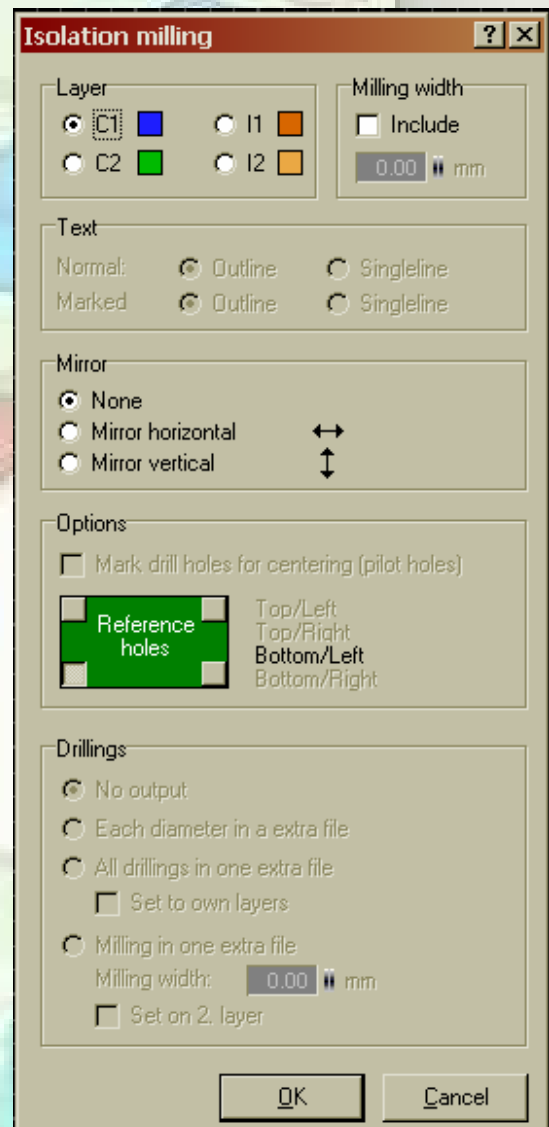 Isolation milling
Layer
C1 I1
C2 I2
Milling width
Include
0.00 mm
Text
Normal: Outline Singleline
Marked Outline Singleline
Mirror
None
Mirror horizontal
Mirror vertical
Options
Mark drill holes for centering (pilot holes)
Reference
holes
Top/Left
Top/Right
Bottom/Left
Bottom/Right
Drillings
No output
Each diameter in a extra file
All drillings in one extra file
Set to own layers
Milling in one extra file
Milling width: 0.00 mm
Set on 2. layer
OK Cancel